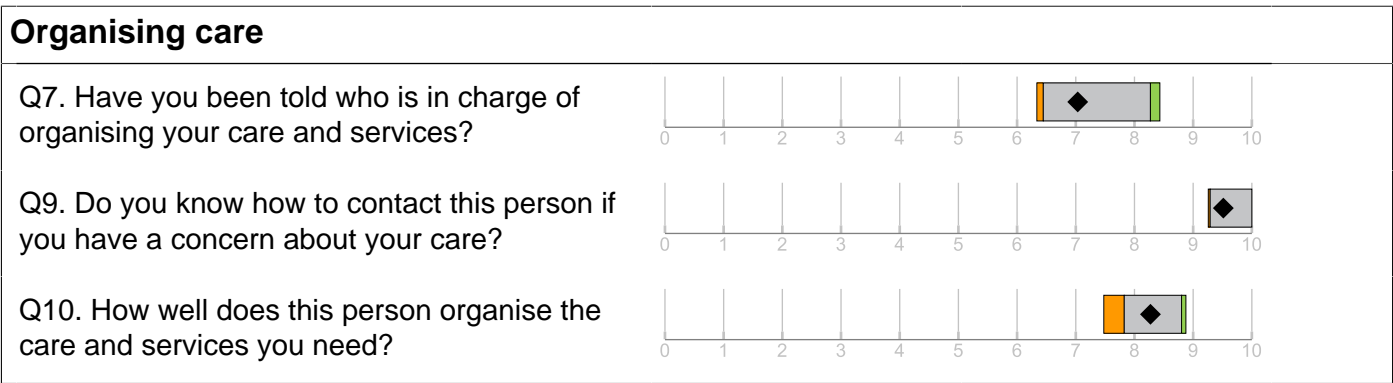 Organising care
Q7. Have you been told who is in charge of
organising your care and services?
0 1 2 3 4 5 6 7 8 9 10
Q9. Do you know how to contact this person if
you have a concern about your care?
0 1 2 3 4 5 6 7 8 9 10
Q10. How well does this person organise the
care and services you need?
0 1 2 3 4 5 6 7 8 9 10